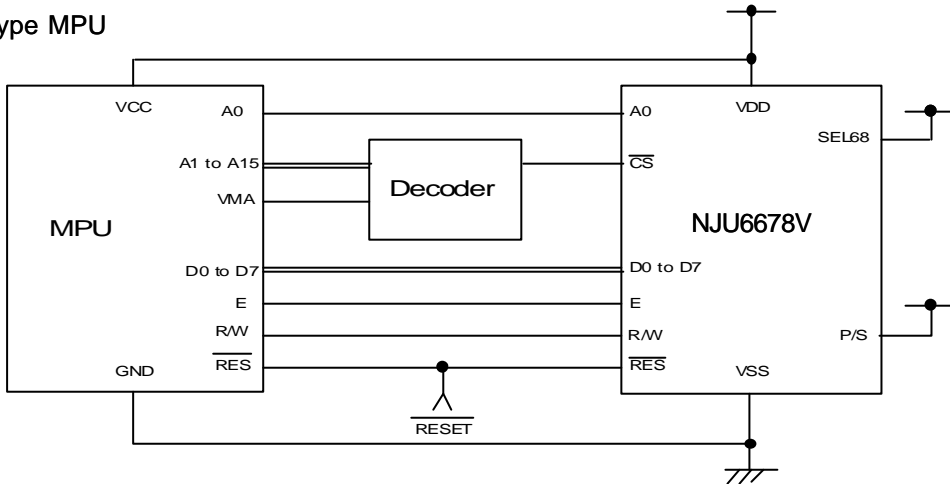 ype MPU
VCC
A0
A1 to A15
VMA
MPU
D0 to D7
E
R/W
RES
GND
Decoder
RESET
A0
VDD
SEL68
CS
NJU6678V
D0 to D7
E
R/W
P/S
RES
VSS